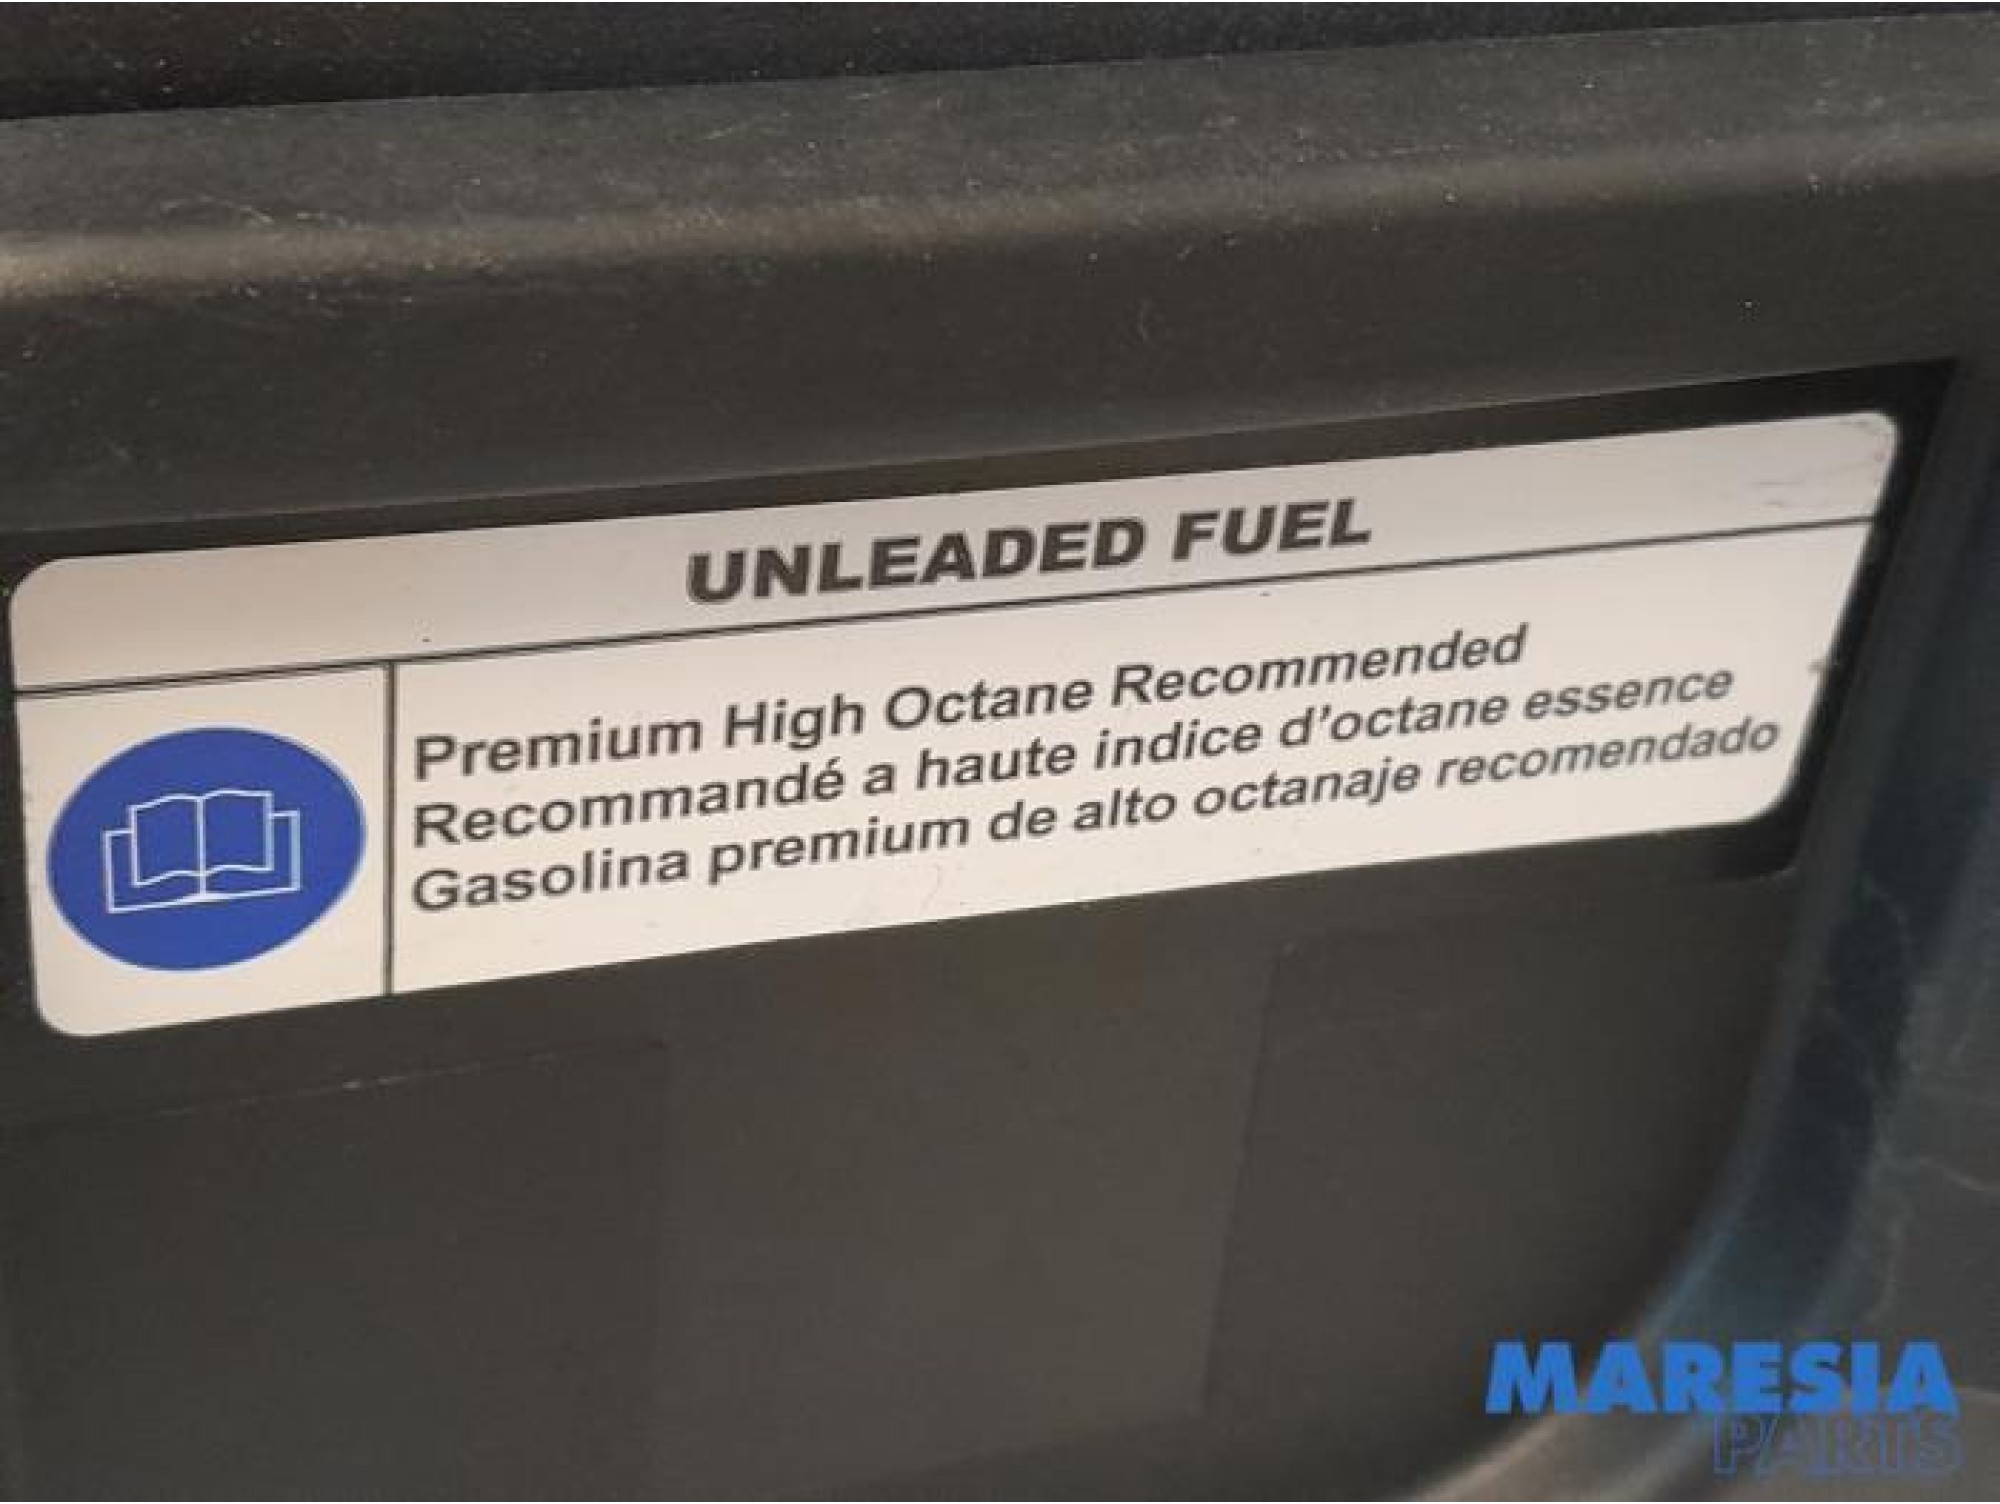 UNLEADED FUEL
Premium High Octane Recommended
Recommandé a haute indice d'octane essence
Gasolina premium de alto octanaje recomendado
MARESIA
PARTS